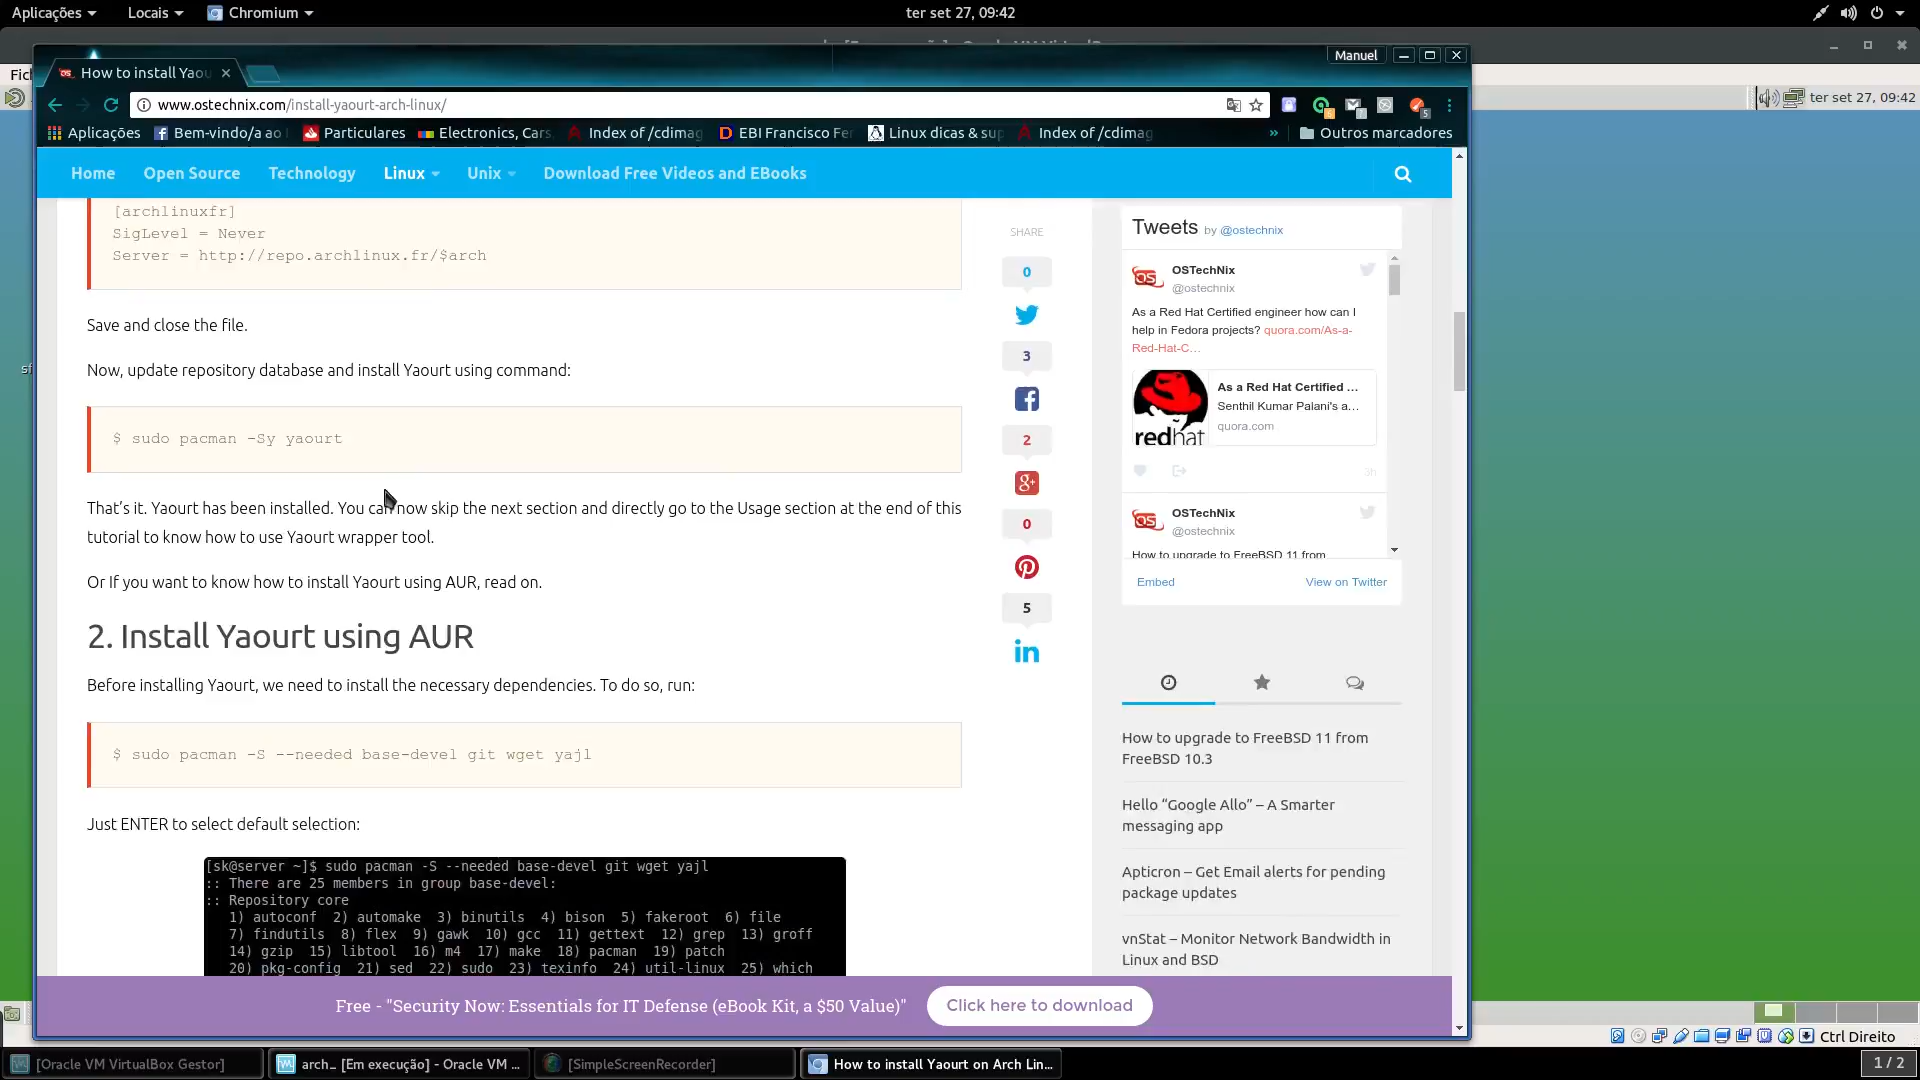 Aplicações
Locais
Chromium
ter set 27, 09:42
Manuel
How to install Yaou
www.ostechnix.com/install-yaourt-arch-linux/
Aplicações
Bem-vindo/a ao
Particulares
Electronics, Cars,
Index of /cdimag
EBI Francisco Fer
Linux dicas & sup
Index of /cdimag
»
Outros marcadores
ter set 27, 09:42
Home
Open Source
Technology
Linux
Unix
Download Free Videos and EBooks
[archlinuxfr]
SigLevel = Never
Server = http://repo.archlinux.fr/$arch
Save and close the file.
Now, update repository database and install Yaourt using command:
$ sudo pacman -Sy yaourt
That's it. Yaourt has been installed. You can now skip the next section and directly go to the Usage section at the end of this
tutorial to know how to use Yaourt wrapper tool.
Or If you want to know how to install Yaourt using AUR, read on.
2. Install Yaourt using AUR
Before installing Yaourt, we need to install the necessary dependencies. To do so, run:
$ sudo pacman -S --needed base-devel git wget yajl
Just ENTER to select default selection:
[sk@server ~]$ sudo pacman -S --needed base-devel git wget yajl
:: There are 25 members in group base-devel:
:: Repository core
1) autoconf 2) automake 3) binutils 4) bison 5) fakeroot 6) file
7) findutils 8) flex 9) gawk 10) gcc 11) gettext 12) grep 13) groff
14) gzip 15) libtool 16) m4 17) make 18) pacman 19) patch
20) pkg-config 21) sed 22) sudo 23) texinfo 24) util-linux 25) which
SHARE
0
3
2
0
5
Tweets by @ostechnix
OSTechNix
@ostechnix
As a Red Hat Certified engineer how can I
help in Fedora projects? quora.com/As-a-
Red-Hat-C…
redhat
As a Red Hat Certified ...
Senthil Kumar Palani's a...
quora.com
3h
OSTechNix
@ostechnix
How to upgrade to FreeBSD 11 from
Embed
View on Twitter
How to upgrade to FreeBSD 11 from
FreeBSD 10.3
Hello “Google Allo” – A Smarter
messaging app
Apticron – Get Email alerts for pending
package updates
vnStat – Monitor Network Bandwidth in
Linux and BSD
Free - "Security Now: Essentials for IT Defense (eBook Kit, a $50 Value)"
Click here to download
Ctrl Direito
[Oracle VM VirtualBox Gestor]
arch_ [Em execução] - Oracle VM ...
[SimpleScreenRecorder]
How to install Yaourt on Arch Lin...
1 / 2